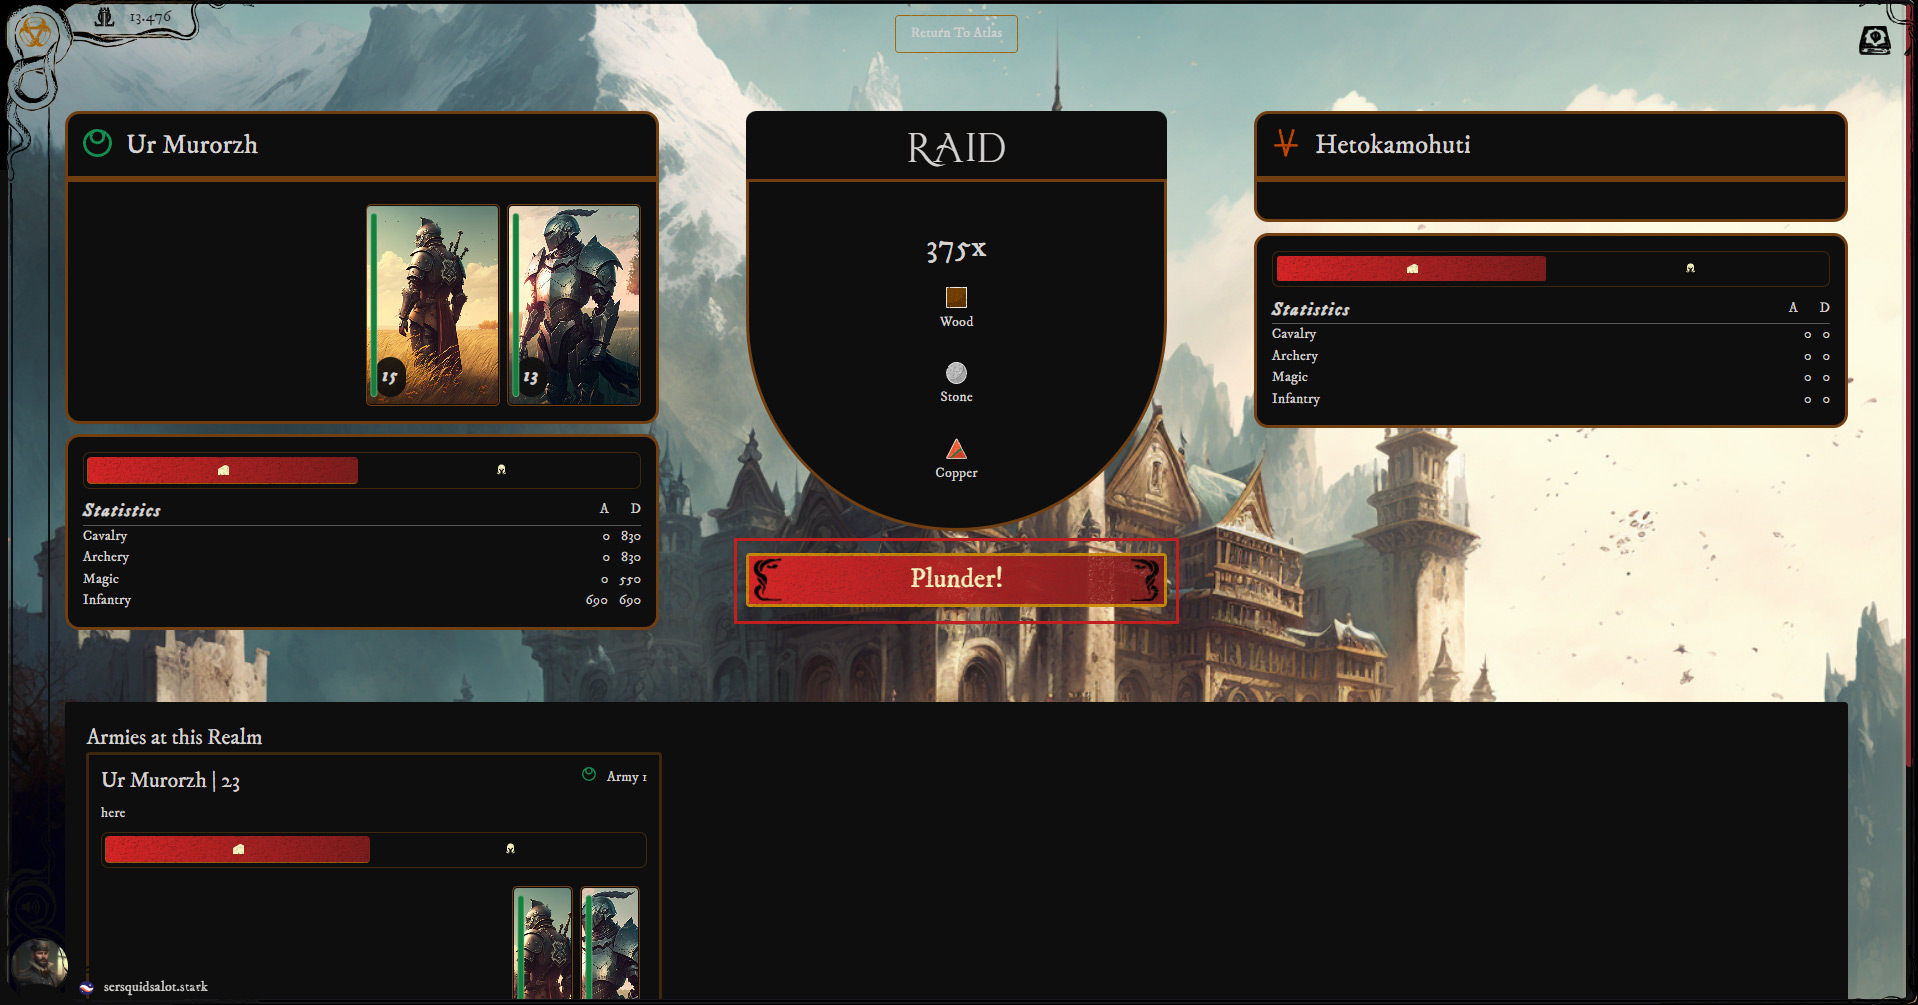 13.476
Return To Atlas
Ur Murorzh
15
13
Statistics A D
Cavalry 0 830
Archery 0 830
Magic 0 550
Infantry 690 690
RAID
375x
Wood
Stone
Copper
Plunder!
Hetokamohuti
Statistics A D
Cavalry 0 0
Archery 0 0
Magic 0 0
Infantry 0 0
Armies at this Realm
Ur Murorzh | 23 Army 1
here
sersquidsalot.stark